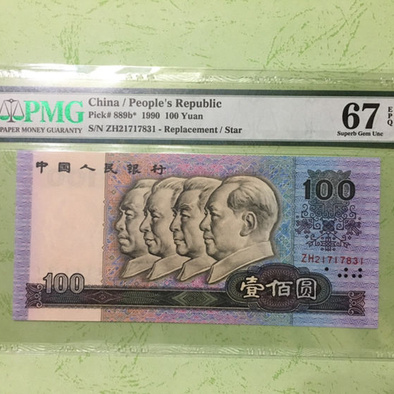 PMG
PAPER MONEY GUARANTY
China / People's Republic
Pick# 889b* 1990 100 Yuan
S/N ZH21717831 - Replacement / Star
67 EPQ
Superb Gem Unc
中国人民银行
100
ZH21717831
100
壹佰圆